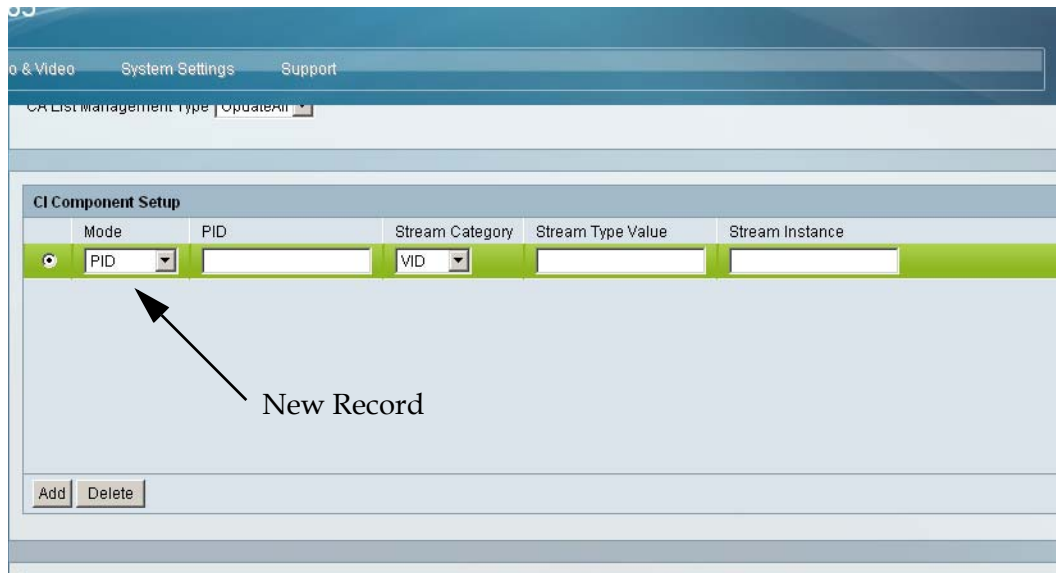 o & Video System Settings Support
CA List Management Type UpdateAll
CI Component Setup
Mode PID Stream Category Stream Type Value Stream Instance
PID VID
New Record
Add Delete